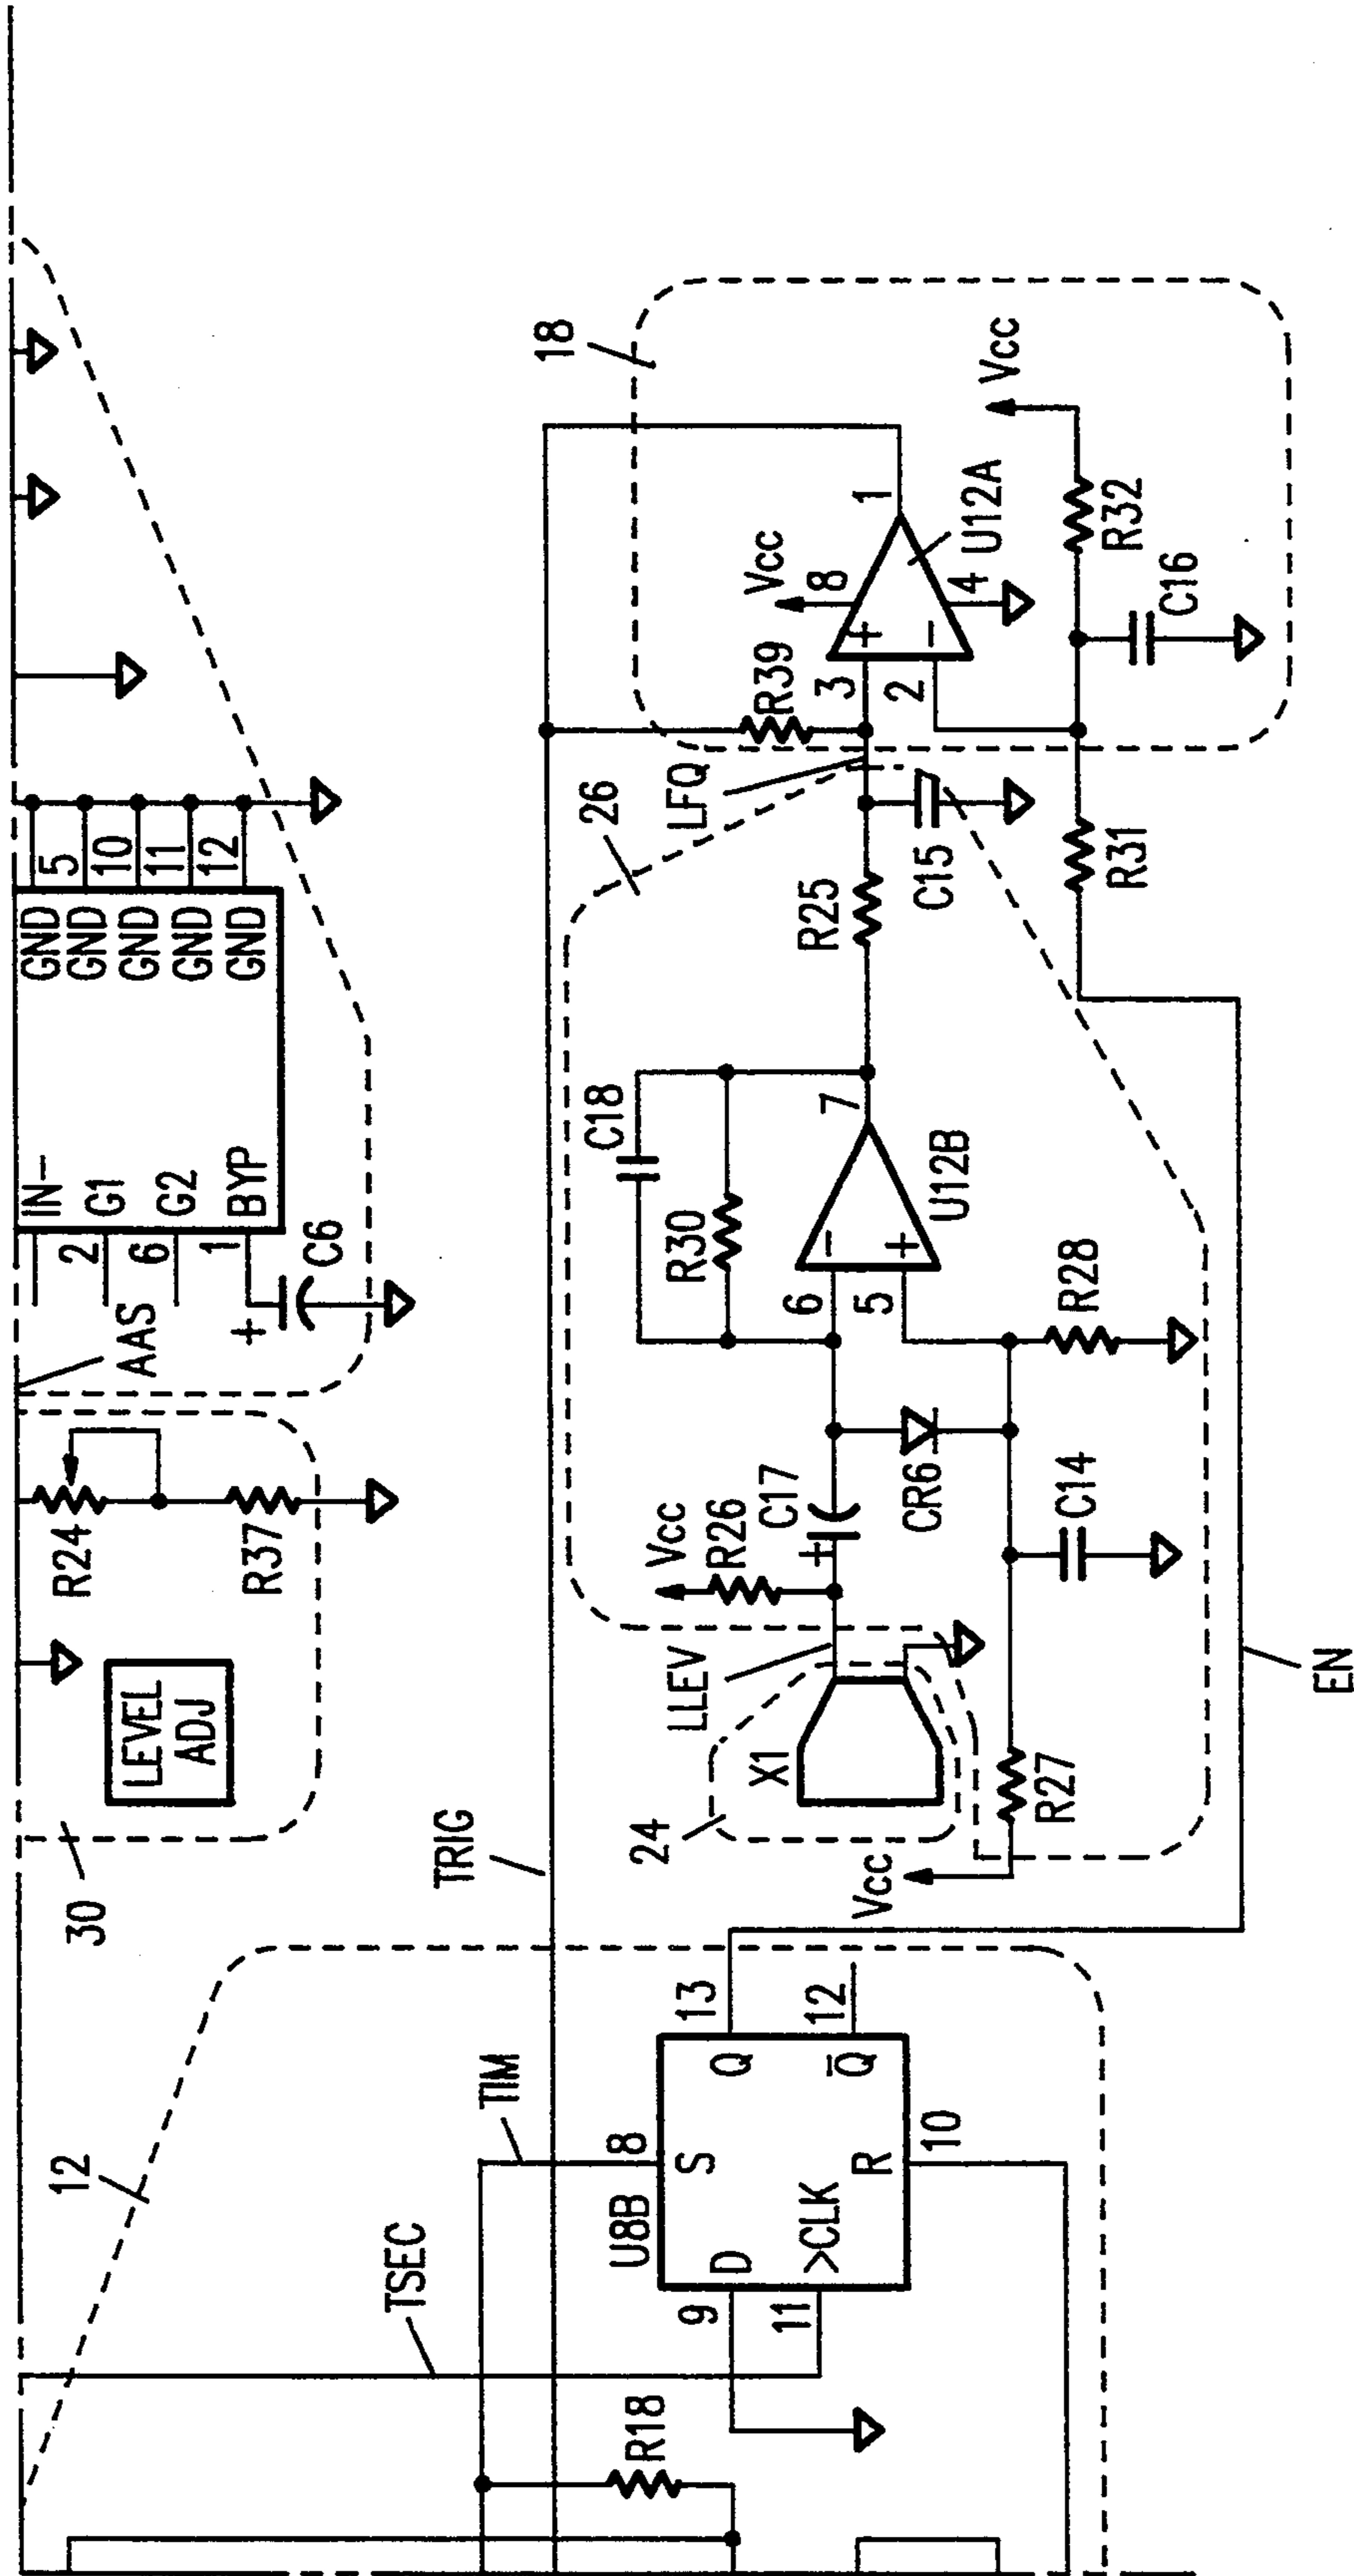 IN–
G1
G2
BYP
2
6
1
GND
GND
GND
GND
GND
5
10
11
12
+
C6
AAS
R24
R37
LEVEL
ADJ
30
12
TSEC
TIM
TRIG
R18
U8B
8
S
D
9
>CLK
11
Q
13
Q̄
12
R
10
24
X1
LLEV
Vcc
R26
C17
+
C18
R30
6
–
5
+
7
U12B
CR6
Vcc
R27
C14
R28
26
R25
C15
LFQ
18
R39
Vcc
8
3
+
2
–
1
4
U12A
Vcc
R32
C16
R31
EN